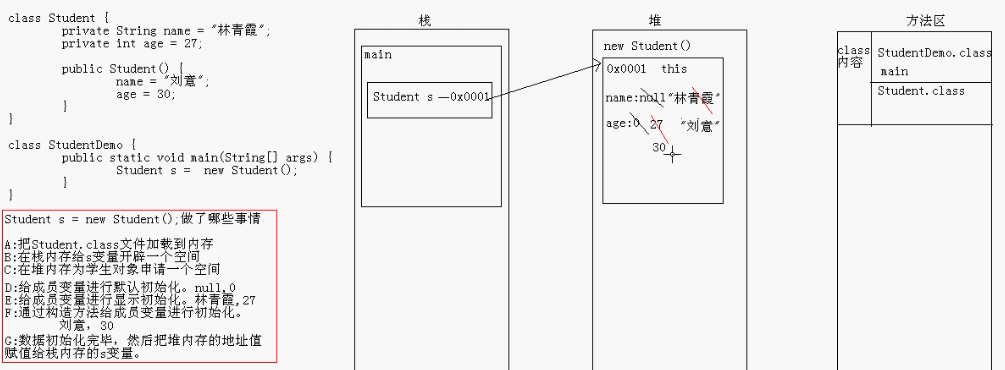 class Student {
private String name = "林青霞";
private int age = 27;
public Student() {
name = "刘意";
age = 30;
}
}
class StudentDemo {
public static void main(String[] args) {
Student s = new Student();
}
}
Student s = new Student();做了哪些事情
A:把Student.class文件加载到内存
B:在栈内存给s变量开辟一个空间
C:在堆内存为学生对象申请一个空间
D:给成员变量进行默认初始化。null,0
E:给成员变量进行显示初始化。林青霞,27
F:通过构造方法给成员变量进行初始化。
刘意，30
G:数据初始化完毕，然后把堆内存的地址值
赋值给栈内存的s变量。
栈
main
Student s —0x0001
堆
new Student()
0x0001 this
name:null"林青霞"
age:0 27 "刘意"
30
方法区
class
内容
StudentDemo.class
main
Student.class